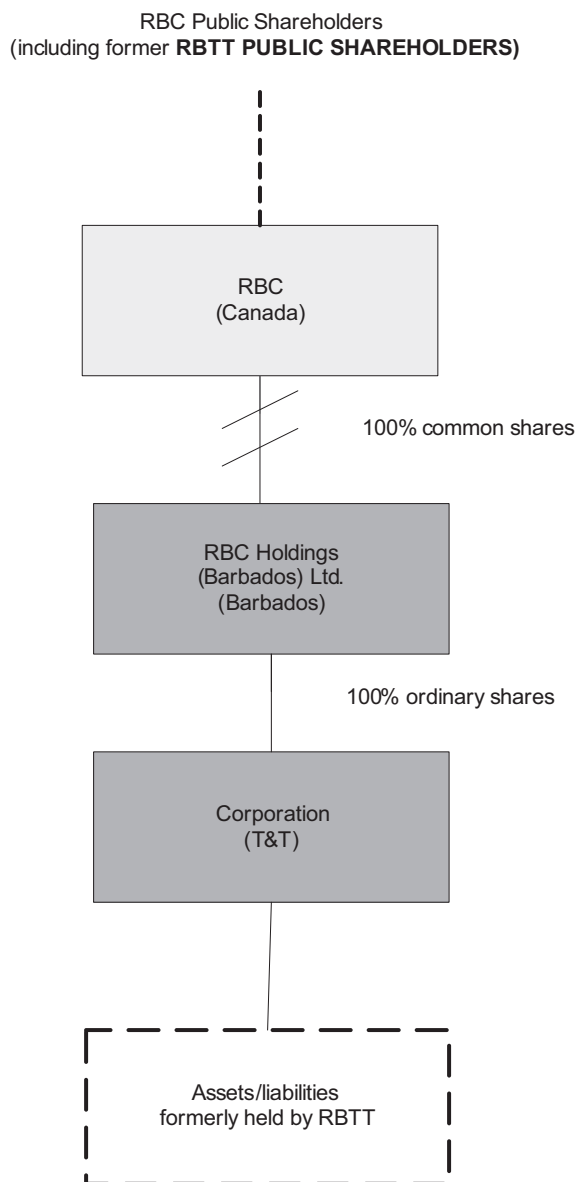 RBC Public Shareholders
(including former RBTT PUBLIC SHAREHOLDERS)
RBC
(Canada)
100% common shares
RBC Holdings
(Barbados) Ltd.
(Barbados)
100% ordinary shares
Corporation
(T&T)
Assets/liabilities
formerly held by RBTT